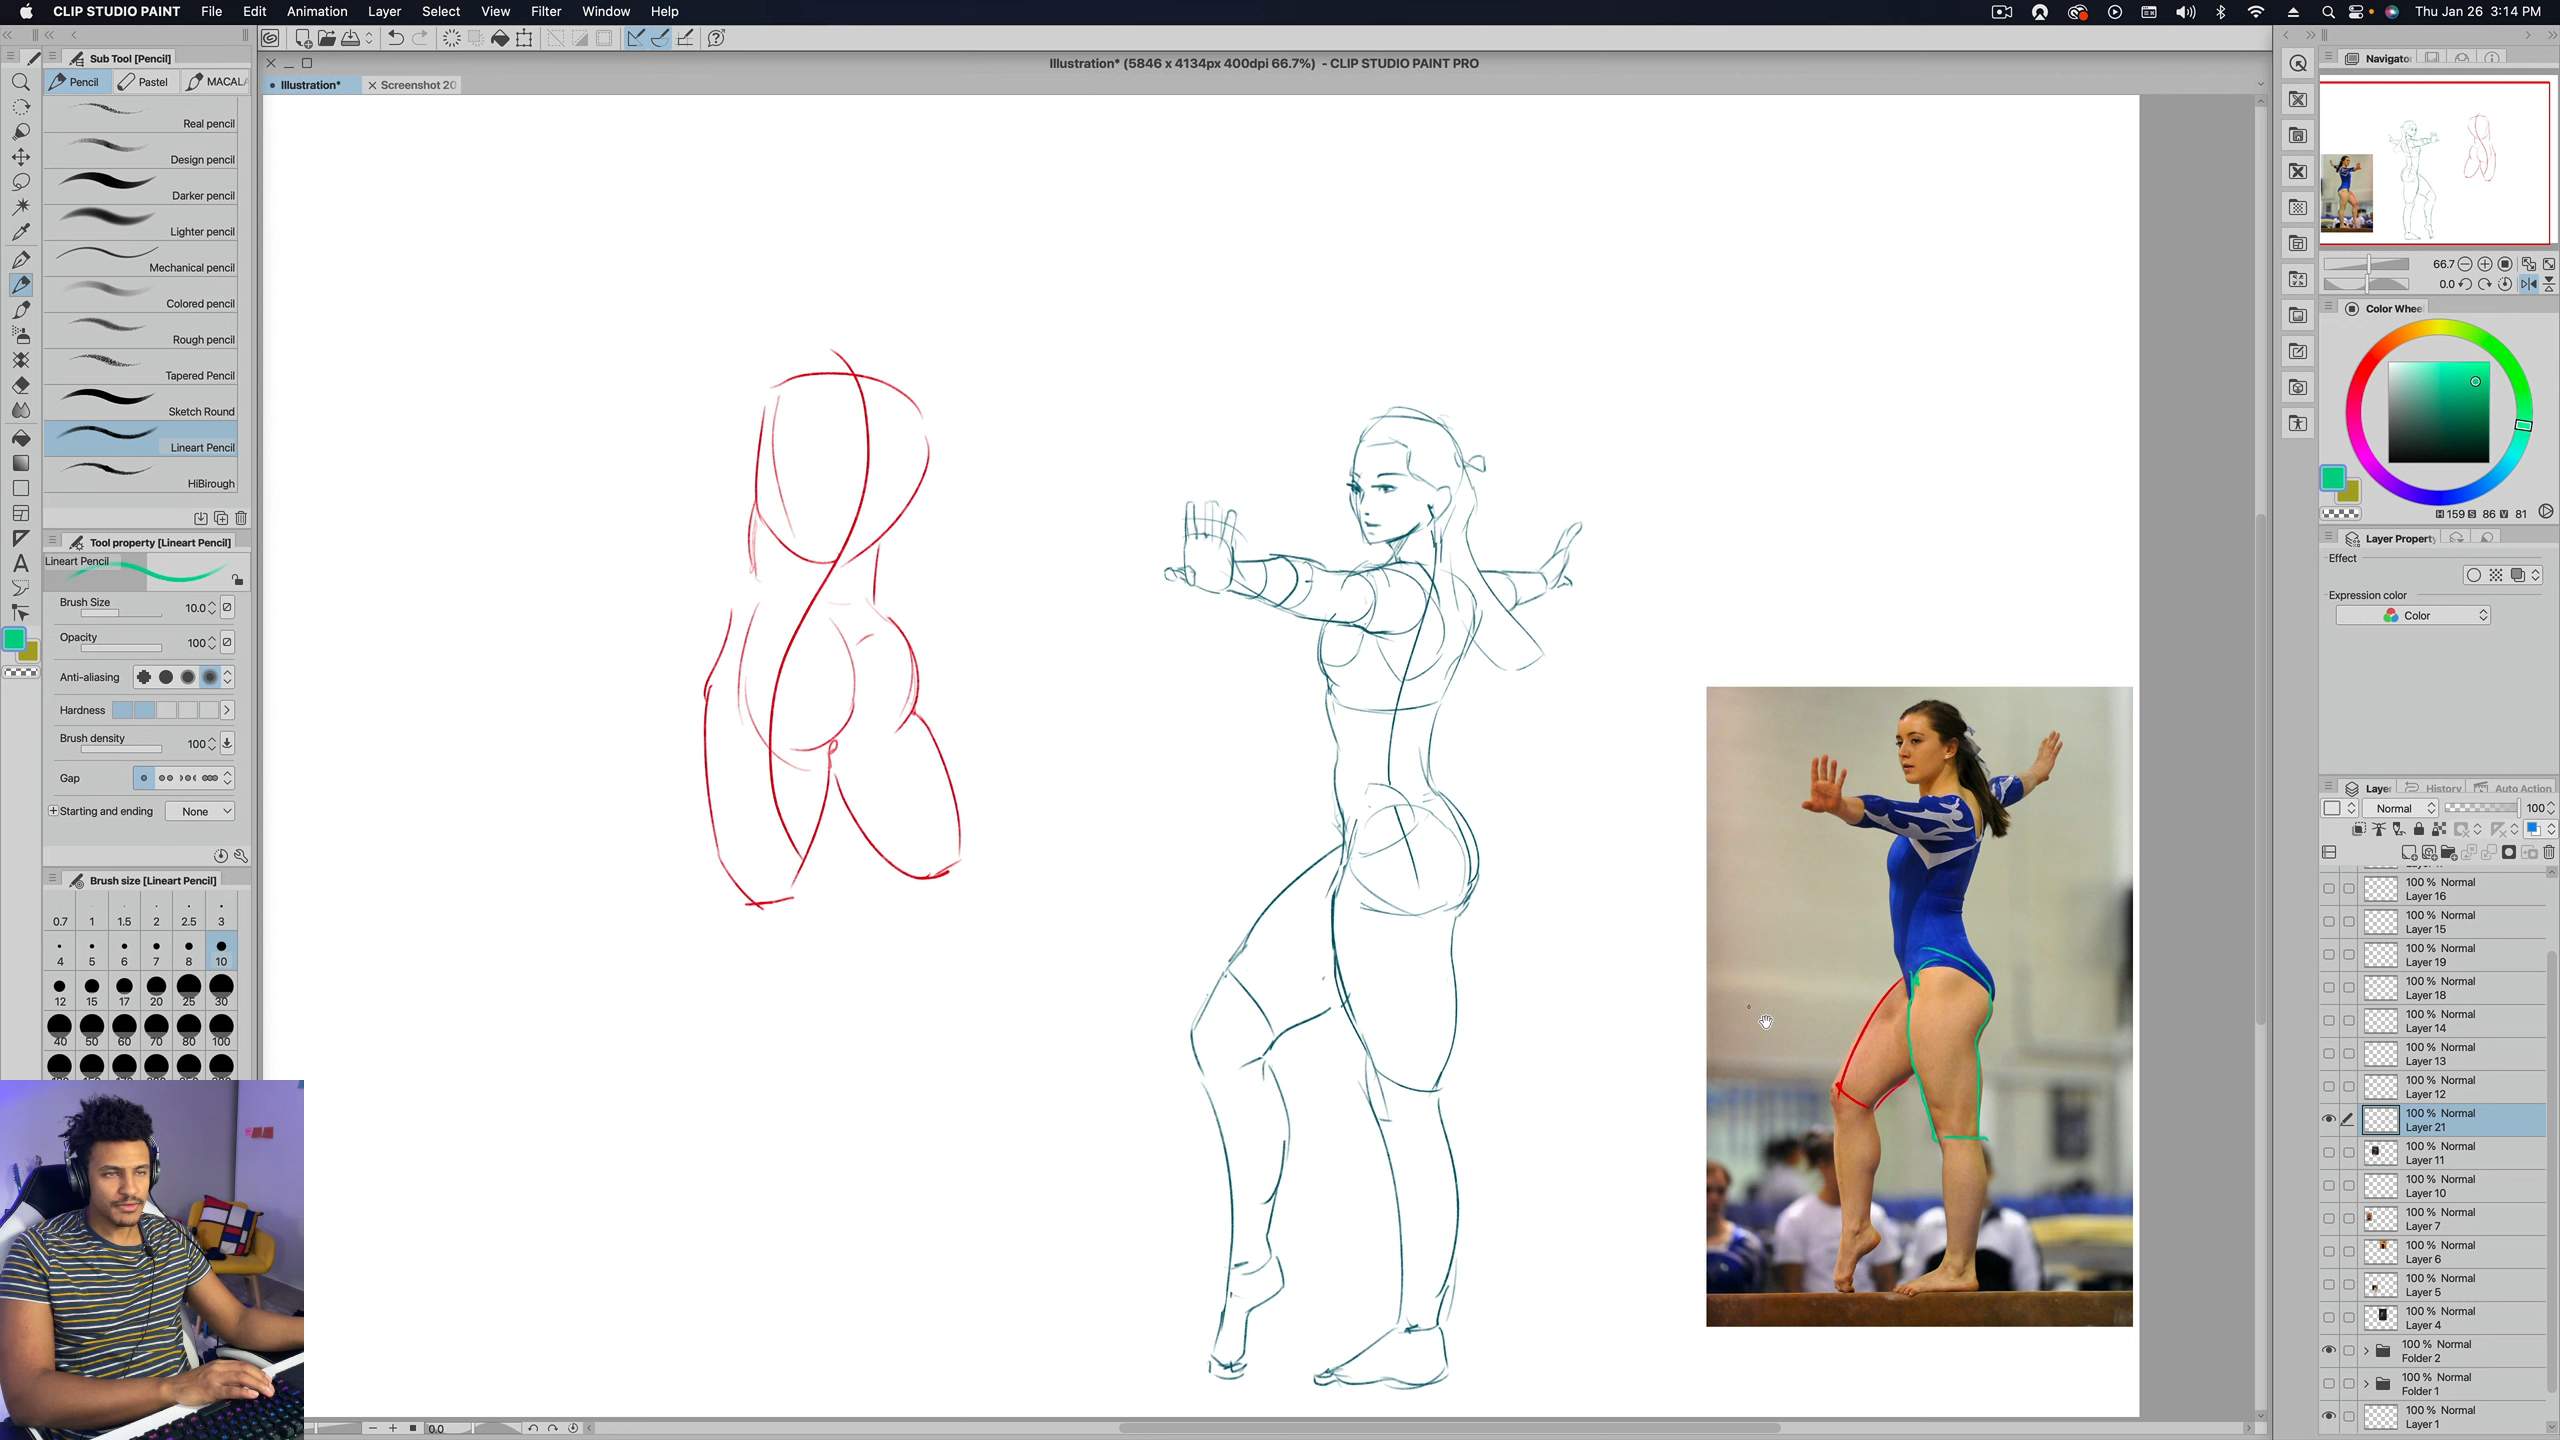 CLIP STUDIO PAINT File Edit Animation Layer Select View Filter Window Help Thu Jan 26 3:14 PM
Sub Tool [Pencil]
Pencil Pastel MACAL
Real pencil
Design pencil
Darker pencil
Lighter pencil
Mechanical pencil
Colored pencil
Rough pencil
Tapered Pencil
Sketch Round
Lineart Pencil
HiBirough
Tool property [Lineart Pencil]
Lineart Pencil
Brush Size 10.0
Opacity 100
Anti-aliasing
Hardness
Brush density 100
Gap
Starting and ending None
Brush size [Lineart Pencil]
0.7 1 1.5 2 2.5 3
4 5 6 7 8 10
12 15 17 20 25 30
40 50 60 70 80 100
Illustration* (5846 x 4134px 400dpi 66.7%) - CLIP STUDIO PAINT PRO
Illustration* Screenshot 20
0.0
Navigator
66.7
0.0
Color Whee
H 159 S 86 V 81
Layer Property
Effect
Expression color
Color
Layer History Auto Action
Normal 100
100 % Normal
Layer 16
100 % Normal
Layer 15
100 % Normal
Layer 19
100 % Normal
Layer 18
100 % Normal
Layer 14
100 % Normal
Layer 13
100 % Normal
Layer 12
100 % Normal
Layer 21
100 % Normal
Layer 11
100 % Normal
Layer 10
100 % Normal
Layer 7
100 % Normal
Layer 6
100 % Normal
Layer 5
100 % Normal
Layer 4
100 % Normal
Folder 2
100 % Normal
Folder 1
100 % Normal
Layer 1